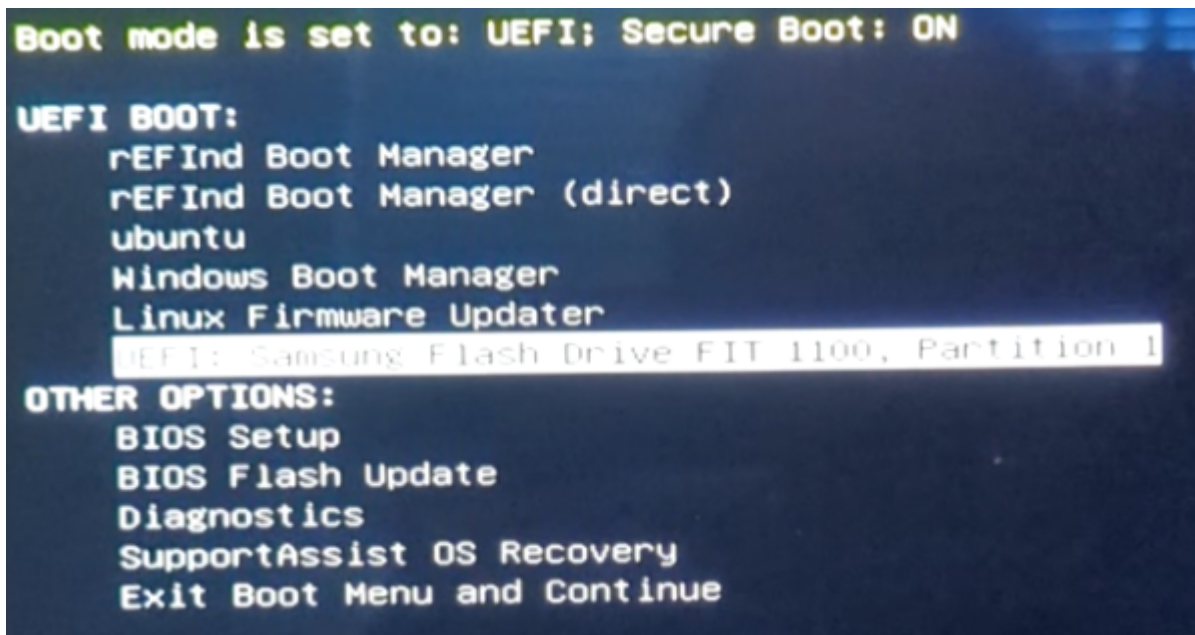 Boot mode is set to: UEFI; Secure Boot: ON
UEFI BOOT:
rEFInd Boot Manager
rEFInd Boot Manager (direct)
ubuntu
Windows Boot Manager
Linux Firmware Updater
UEFI: Samsung Flash Drive FIT 1100, Partition 1
OTHER OPTIONS:
BIOS Setup
BIOS Flash Update
Diagnostics
SupportAssist OS Recovery
Exit Boot Menu and Continue